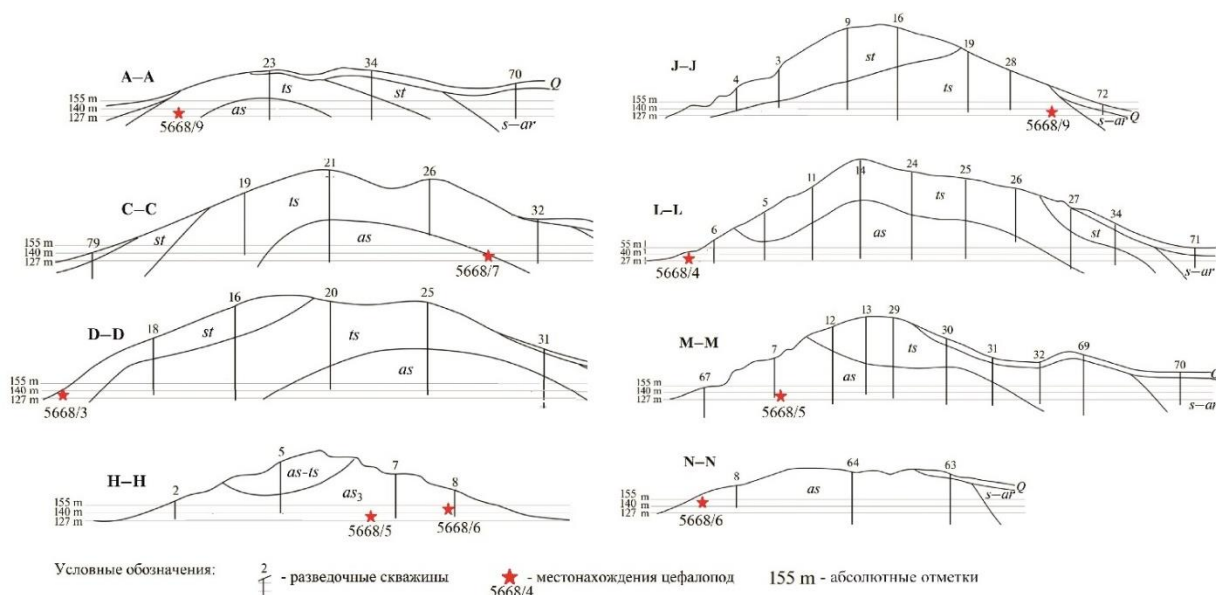 A–A
155 m
140 m
127 m
23
34
70
Q
ts
st
as
s–ar
5668/9
J–J
155 m
140 m
127 m
4
3
9
16
19
28
72
st
ts
s–ar
Q
5668/9
C–C
155 m
140 m
127 m
79
19
21
26
32
st
ts
as
5668/7
L–L
55 m
40 m
27 m
6
5
11
14
24
25
26
27
34
71
ts
as
st
s–ar
5668/4
D–D
155 m
140 m
127 m
18
16
20
25
31
st
ts
as
5668/3
M–M
155 m
140 m
127 m
67
7
12
13
29
30
31
32
69
70
ts
as
s–ar
5668/5
H–H
155 m
140 m
127 m
2
5
7
8
as-ts
as₃
5668/5
5668/6
N–N
155 m
140 m
127 m
8
64
63
as
s–ar
Q
5668/6
Условные обозначения:
2
- разведочные скважины
5668/4
- местонахождения цефалопод
155 m - абсолютные отметки